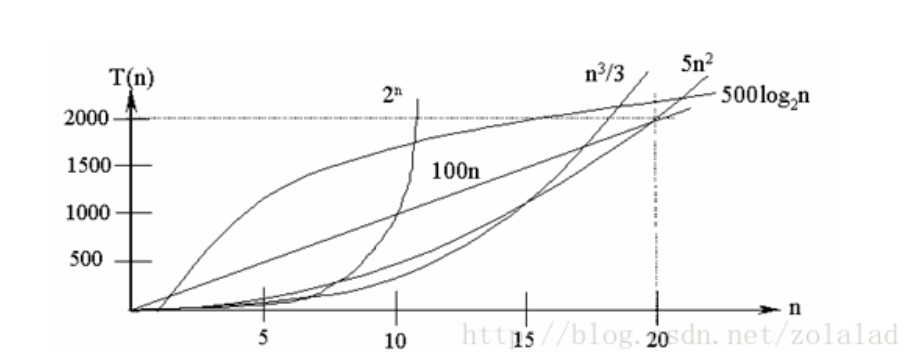 T(n)
2ⁿ
n³/3
5n²
500log₂n
2000
1500
100n
1000
500
n
5
10
15
20
http://blog.csdn.net/zolalad